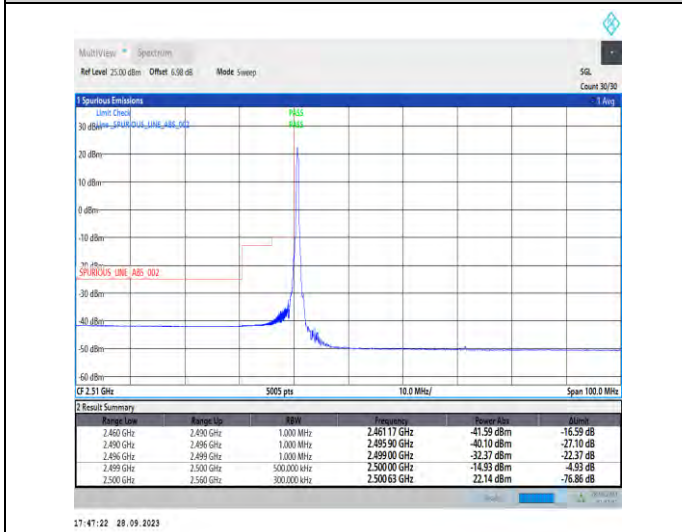 MultiView Spectrum
Ref Level 25.00 dBm Offset 6.98 dB Mode Sweep SGL
Count 30/30
1 Spurious Emissions 1 Avg
Limit Check PASS
30 dBm Line _SPURIOUS_LINE_ABS_002 PASS
20 dBm
10 dBm
0 dBm
-10 dBm
-20 dBm
SPURIOUS_LINE_ABS_002
-30 dBm
-40 dBm
-50 dBm
-60 dBm
CF 2.51 GHz 5005 pts 10.0 MHz/ Span 100.0 MHz
2 Result Summary
Range Low Range Up RBW Frequency Power Abs ΔLimit
2.460 GHz 2.490 GHz 1.000 MHz 2.461 17 GHz -41.59 dBm -16.59 dB
2.490 GHz 2.496 GHz 1.000 MHz 2.495 90 GHz -40.10 dBm -27.10 dB
2.496 GHz 2.499 GHz 1.000 MHz 2.499 00 GHz -32.37 dBm -22.37 dB
2.499 GHz 2.500 GHz 500.000 kHz 2.500 00 GHz -14.93 dBm -4.93 dB
2.500 GHz 2.560 GHz 300.000 kHz 2.500 63 GHz 22.14 dBm -76.86 dB
17:47:22 28.09.2023